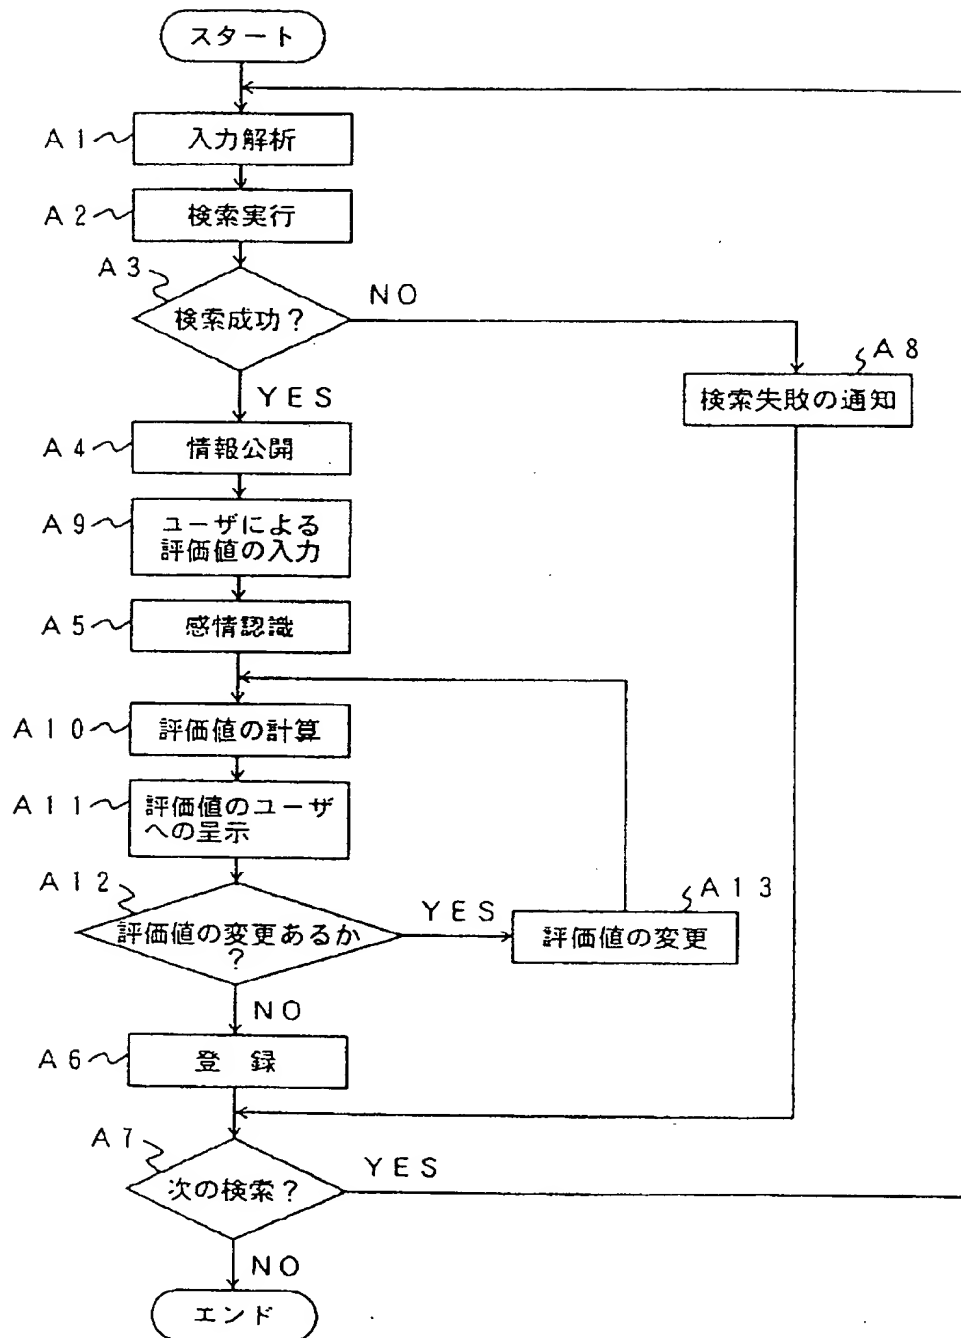 スタート
A1
入力解析
A2
検索実行
A3
検索成功?
NO
YES
A8
検索失敗の通知
A4
情報公開
A9
ユーザによる
評価値の入力
A5
感情認識
A10
評価値の計算
A11
評価値のユーザ
への呈示
A12
評価値の変更あるか
?
YES
A13
評価値の変更
NO
A6
登 録
A7
次の検索?
YES
NO
エンド